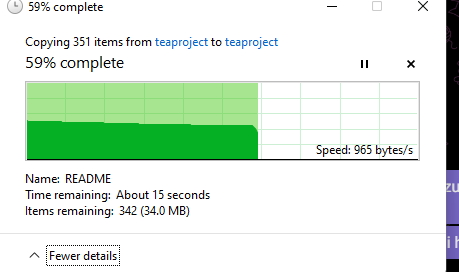 59% complete
Copying 351 items from teaproject to teaproject
59% complete
Speed: 965 bytes/s
Name: README
Time remaining: About 15 seconds
Items remaining: 342 (34.0 MB)
Fewer details